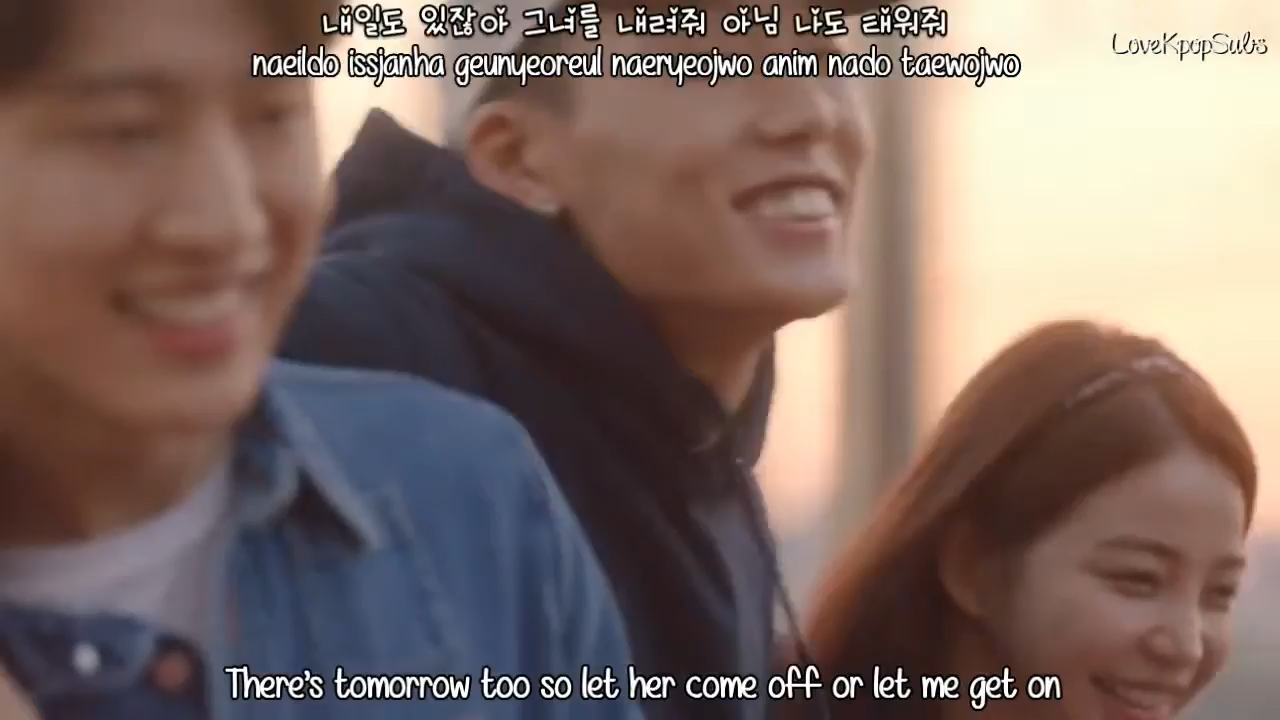 내일도 있잖아 그녀를 내려줘 아님 나도 태워줘
LoveKpopSubs
naeildo issjanha geunyeoreul naeryeojwo anim nado taewojwo
There's tomorrow too so let her come off or let me get on